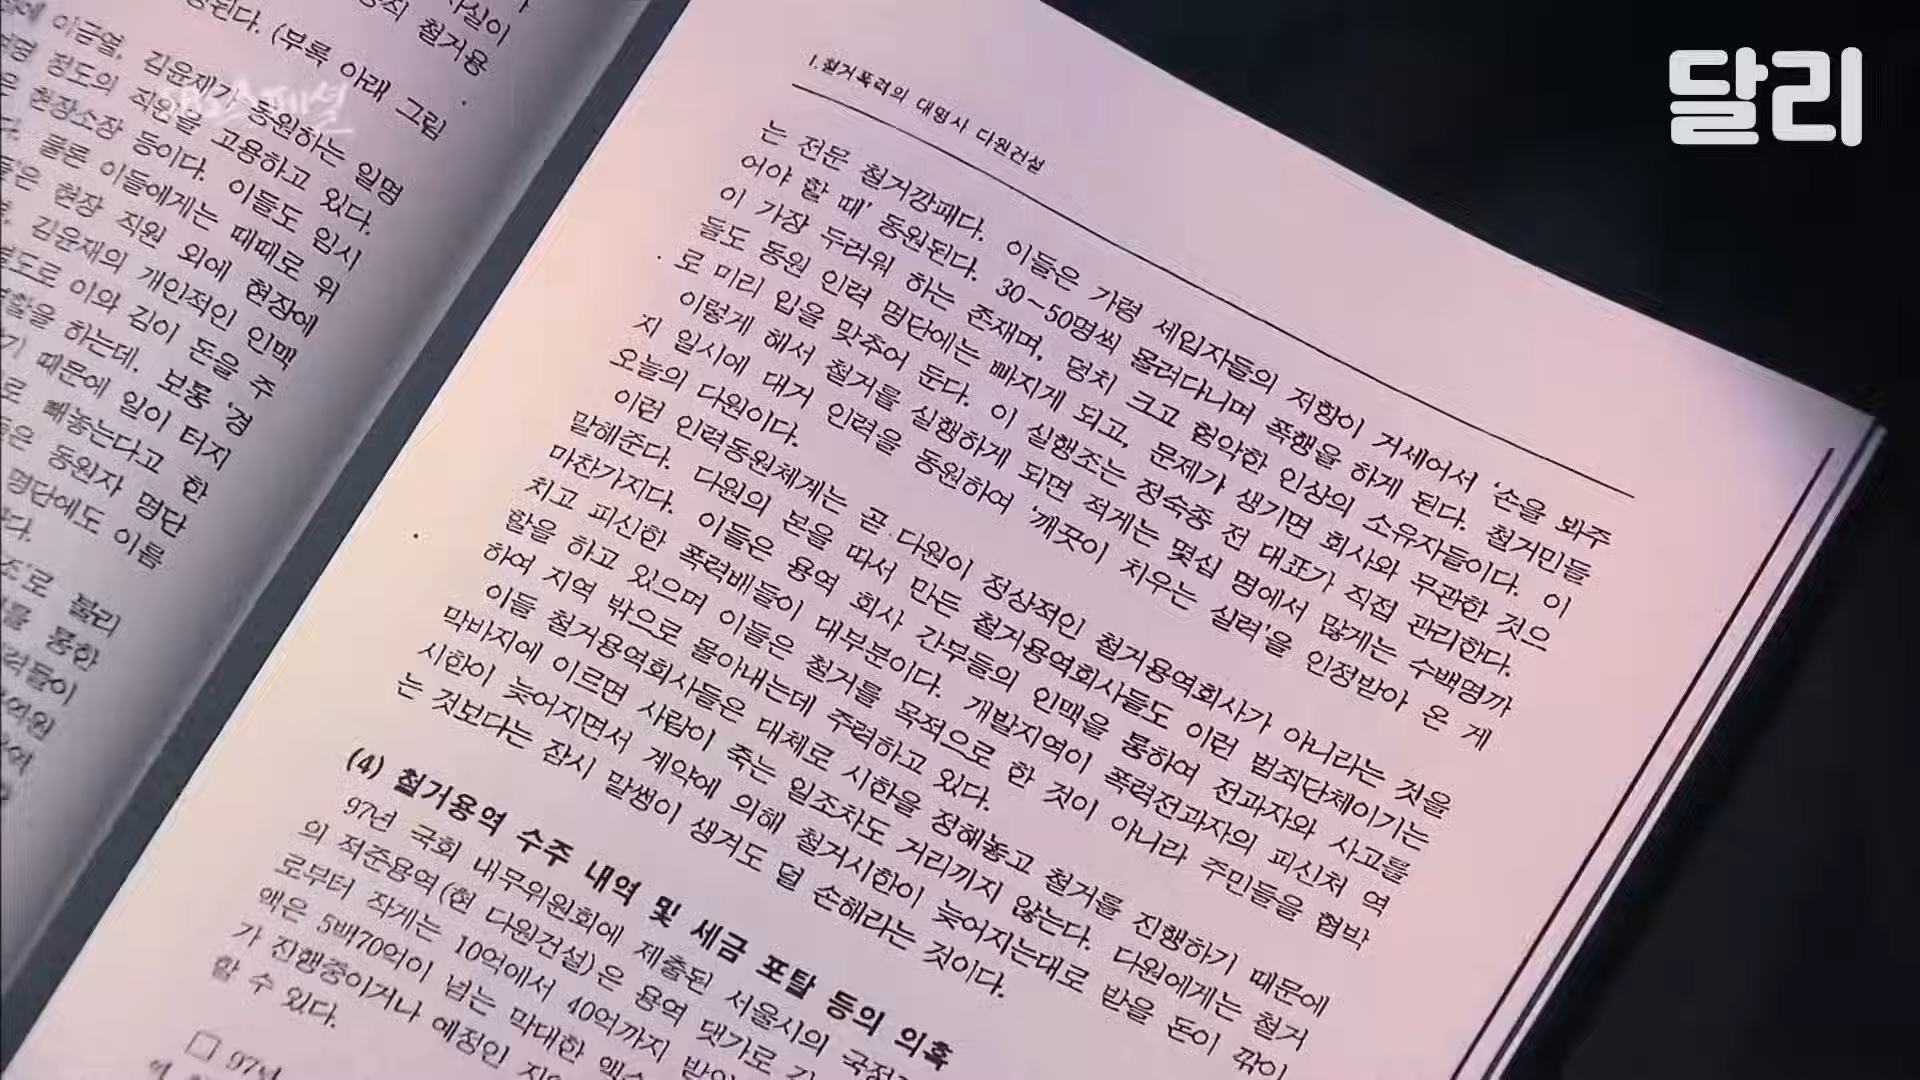 달리
사실이
철거용
정된다. (부록 아래 그림
이금열, 김윤재가 동원하는 일명
정도의 직원을 고용하고 있다.
현장소장 등이다. 이들도 임시
물론 이들에게는 때때로 위
현장 직원 외에 현장에
김윤재의 개인적인 인맥
별도로 이와 김이 돈을 주
역할을 하는데, 보통 '경
때문에 일이 터지
빼놓는다고 한
동원자 명단
명단에도 이름
로 불리
를 통한
1. 철거폭력의 대명사 다원건설
는 전문 철거깡패다. 이들은 가령 세입자들의 저항이 거세어서 '손을 봐주
어야 할 때' 동원된다. 30~50명씩 몰려다니며 폭행을 하게 된다. 철거민들
이 가장 두려워 하는 존재며, 덩치 크고 험악한 인상의 소유자들이다. 이
들도 동원 인력 명단에는 빠지게 되고, 문제가 생기면 회사와 무관한 것으
로 미리 입을 맞추어 둔다. 이 실행조는 정숙종 전 대표가 직접 관리한다.
이렇게 해서 철거를 실행하게 되면 적게는 몇십 명에서 많게는 수백명까
지 일시에 대거 인력을 동원하여 '깨끗이 치우는 실력'을 인정받아 온 게
오늘의 다원이다.
이런 인력동원체계는 곧 다원이 정상적인 철거용역회사가 아니라는 것을
말해준다. 다원의 본을 따서 만든 철거용역회사들도 이런 범죄단체이기는
마찬가지다. 이들은 용역 회사 간부들의 인맥을 통하여 전과자와 사고를
치고 피신한 폭력배들이 대부분이다. 개발지역이 폭력전과자의 피신처 역
할을 하고 있으며 이들은 철거를 목적으로 한 것이 아니라 주민들을 협박
하여 지역 밖으로 몰아내는데 주력하고 있다.
이들 철거용역회사들은 대체로 시한을 정해놓고 철거를 진행하기 때문에
막바지에 이르면 사람이 죽는 일조차도 거리끼지 않는다. 다원에게는 철거
시한이 늦어지면서 계약에 의해 철거시한이 늦어지는대로 받을 돈이 깎이
는 것보다는 잠시 말썽이 생겨도 덜 손해라는 것이다.
(4) 철거용역 수주 내역 및 세금 포탈 등의 의혹
97년 국회 내무위원회에 제출된 서울시의 국정
의 적준용역(현 다원건설)은 용역 댓가로
로부터 작게는 10억에서 40억까지 받았
액은 5백70억이 넘는 막대한 액수
가 진행중이거나 예정인
할 수 있다.
□ 97년